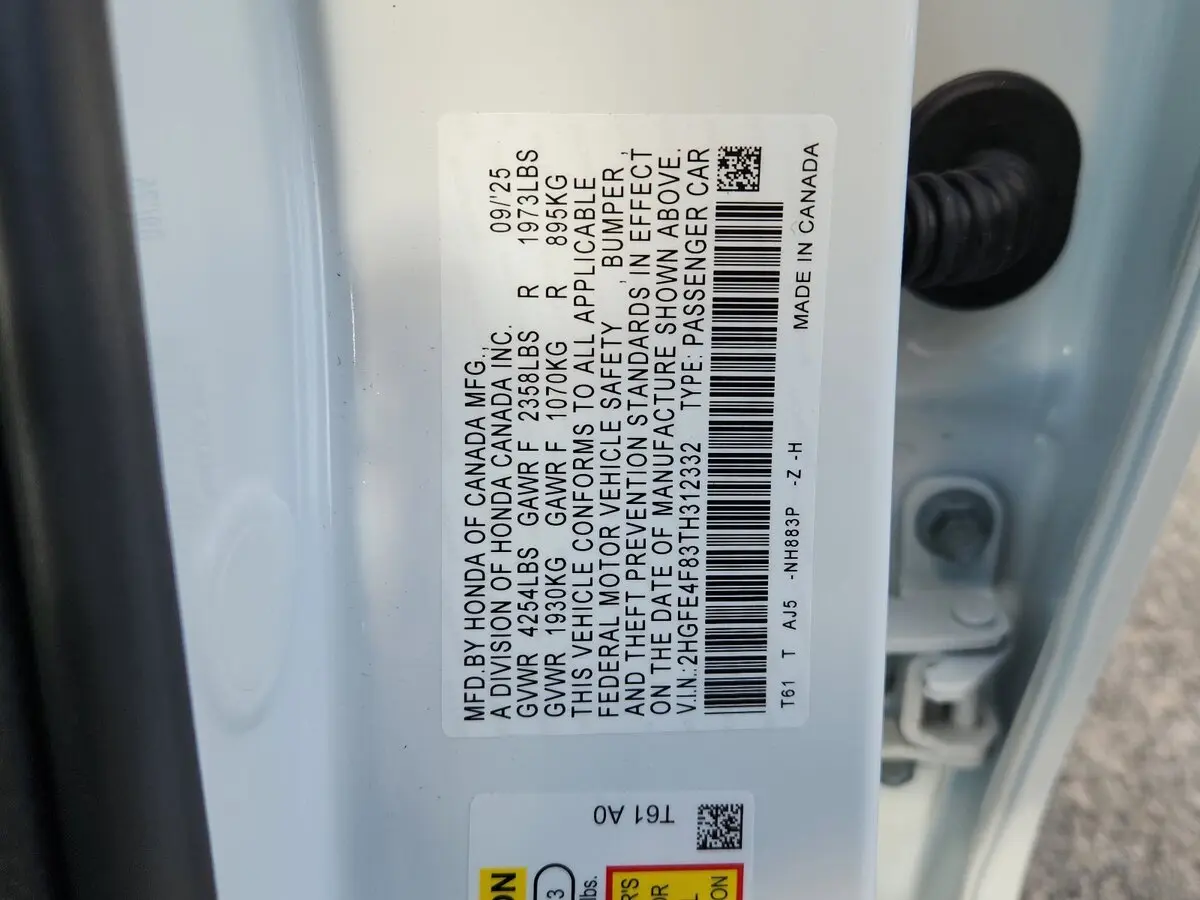 MFD.BY HONDA OF CANADA MFG.,
A DIVISION OF HONDA CANADA INC. 09/'25
GVWR 4254LBS GAWR F 2358LBS R 1973LBS
GVWR 1930KG GAWR F 1070KG R 895KG
THIS VEHICLE CONFORMS TO ALL APPLICABLE
FEDERAL MOTOR VEHICLE SAFETY, BUMPER,
AND THEFT PREVENTION STANDARDS IN EFFECT
ON THE DATE OF MANUFACTURE SHOWN ABOVE.
V.I.N.:2HGFE4F83TH312332 TYPE: PASSENGER CAR
T61 T AJ5 -NH883P -Z -H
MADE IN CANADA
T61 A0
3
lbs.